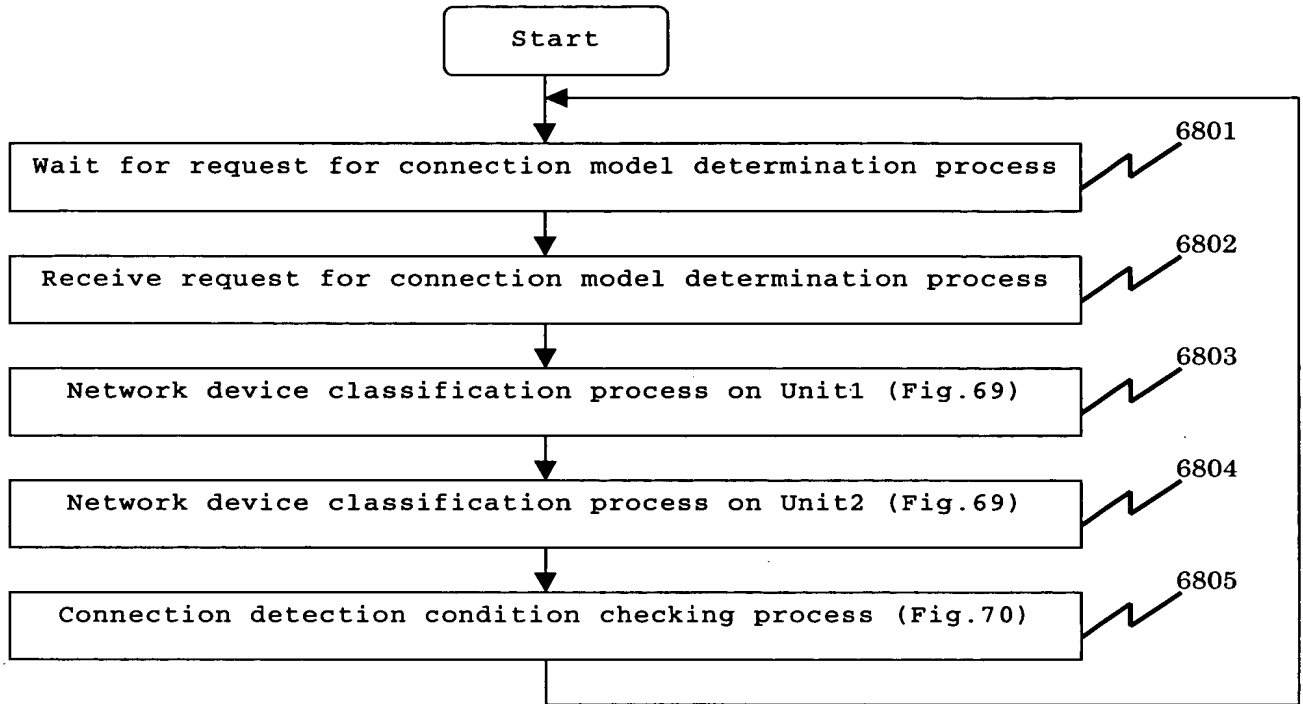 Start
6801
Wait for request for connection model determination process
6802
Receive request for connection model determination process
6803
Network device classification process on Unit1 (Fig.69)
6804
Network device classification process on Unit2 (Fig.69)
6805
Connection detection condition checking process (Fig.70)